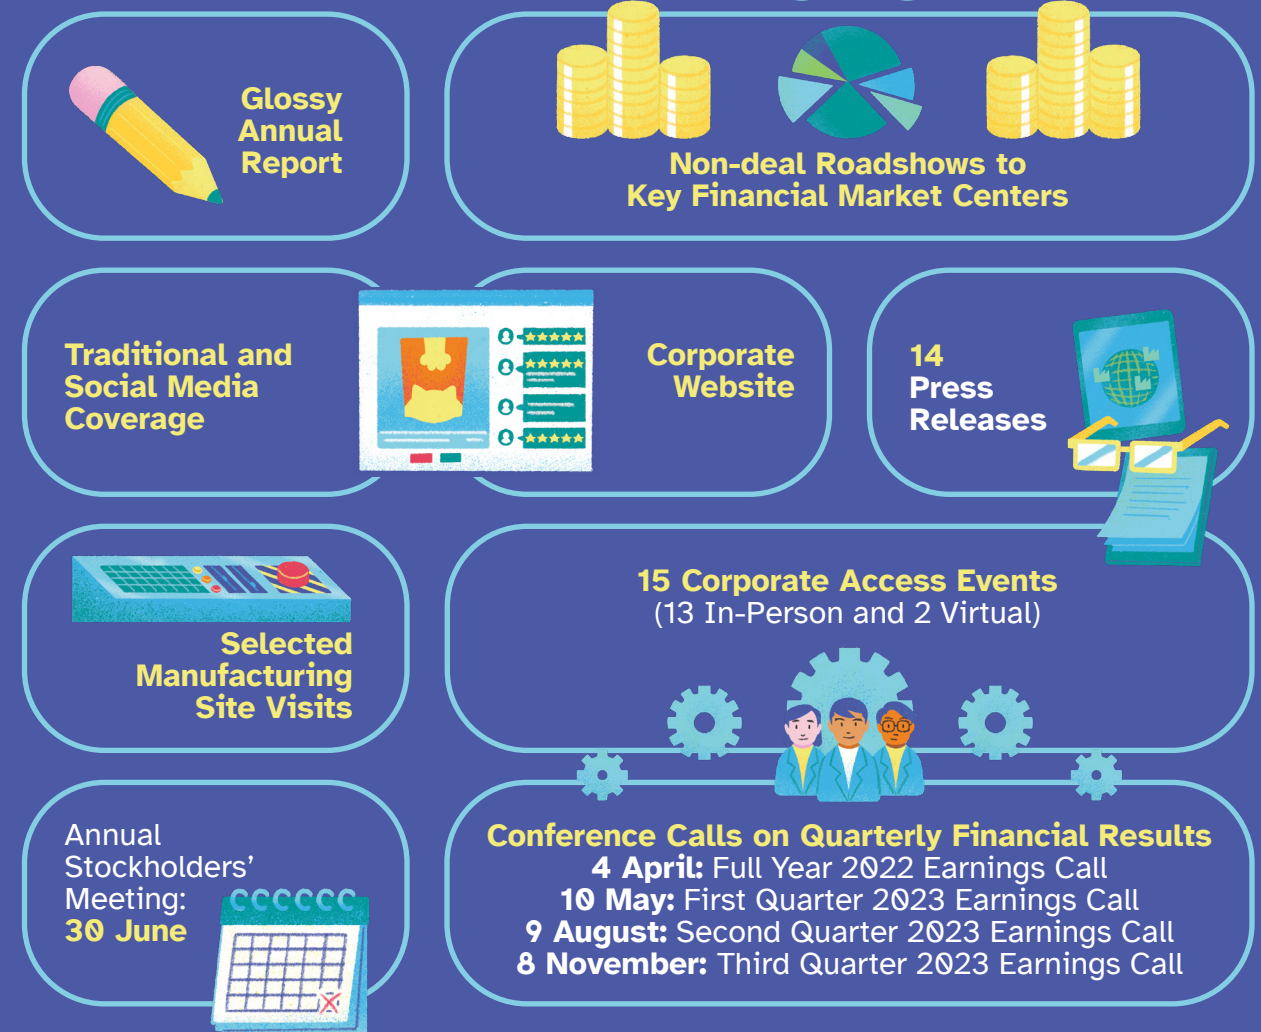 Glossy
Annual
Report
Non-deal Roadshows to
Key Financial Market Centers
Traditional and
Social Media
Coverage
Corporate
Website
14
Press
Releases
Selected
Manufacturing
Site Visits
15 Corporate Access Events
(13 In-Person and 2 Virtual)
Annual
Stockholders’
Meeting:
30 June
Conference Calls on Quarterly Financial Results
4 April: Full Year 2022 Earnings Call
10 May: First Quarter 2023 Earnings Call
9 August: Second Quarter 2023 Earnings Call
8 November: Third Quarter 2023 Earnings Call